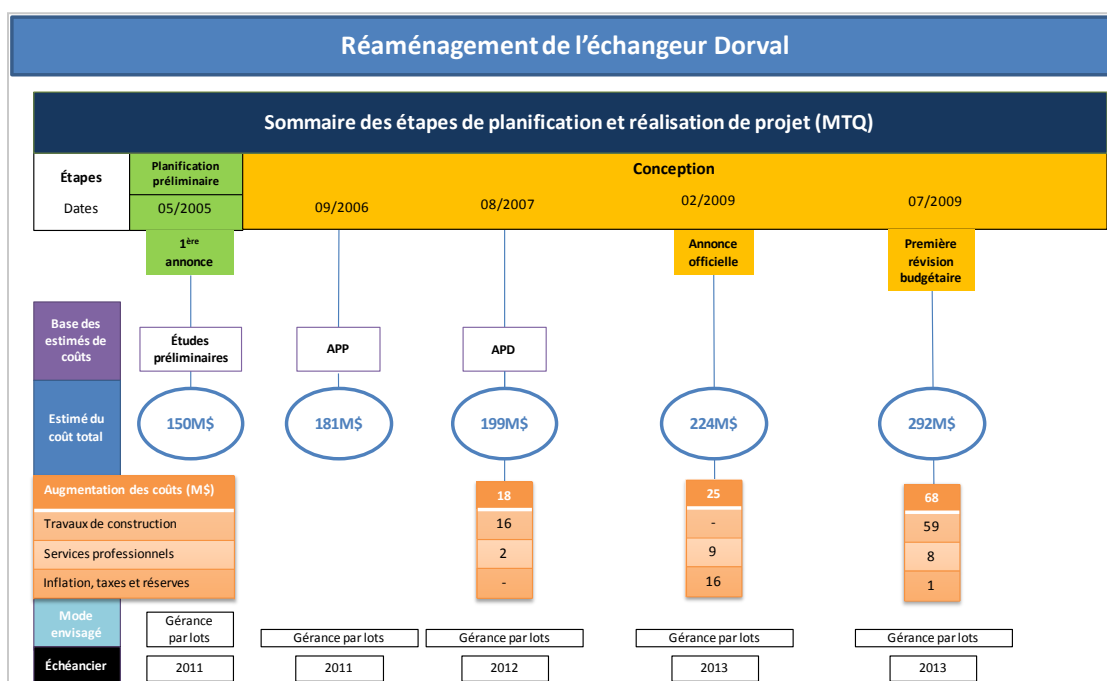 Réaménagement de l'échangeur Dorval
Sommaire des étapes de planification et réalisation de projet (MTQ)
Étapes
Planification
préliminaire
Conception
Dates
05/2005
09/2006
08/2007
02/2009
07/2009
1ère
annonce
Annonce
officielle
Première
révision
budgétaire
Base des
estimés de
coûts
Études
préliminaires
APP
APD
Estimé du
coût total
150M$
181M$
199M$
224M$
292M$
Augmentation des coûts (M$)
18
25
68
Travaux de construction
16
-
59
Services professionnels
2
9
8
Inflation, taxes et réserves
-
16
1
Mode
envisagé
Gérance
par lots
Gérance par lots
Gérance par lots
Gérance par lots
Gérance par lots
Échéancier
2011
2011
2012
2013
2013